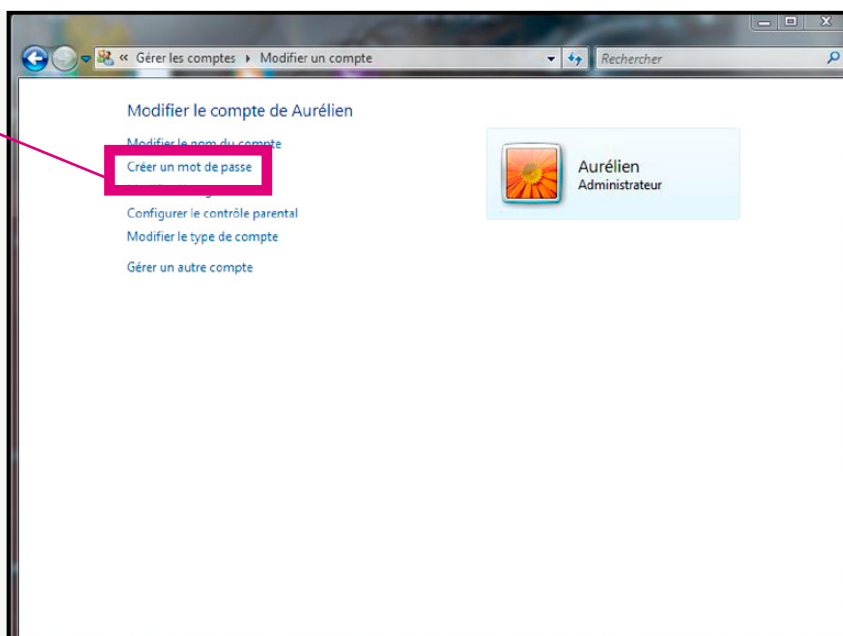 « Gérer les comptes ▸ Modifier un compte
Rechercher
Modifier le compte de Aurélien
Modifier le nom du compte
Créer un mot de passe
Configurer le contrôle parental
Modifier le type de compte
Gérer un autre compte
Aurélien
Administrateur